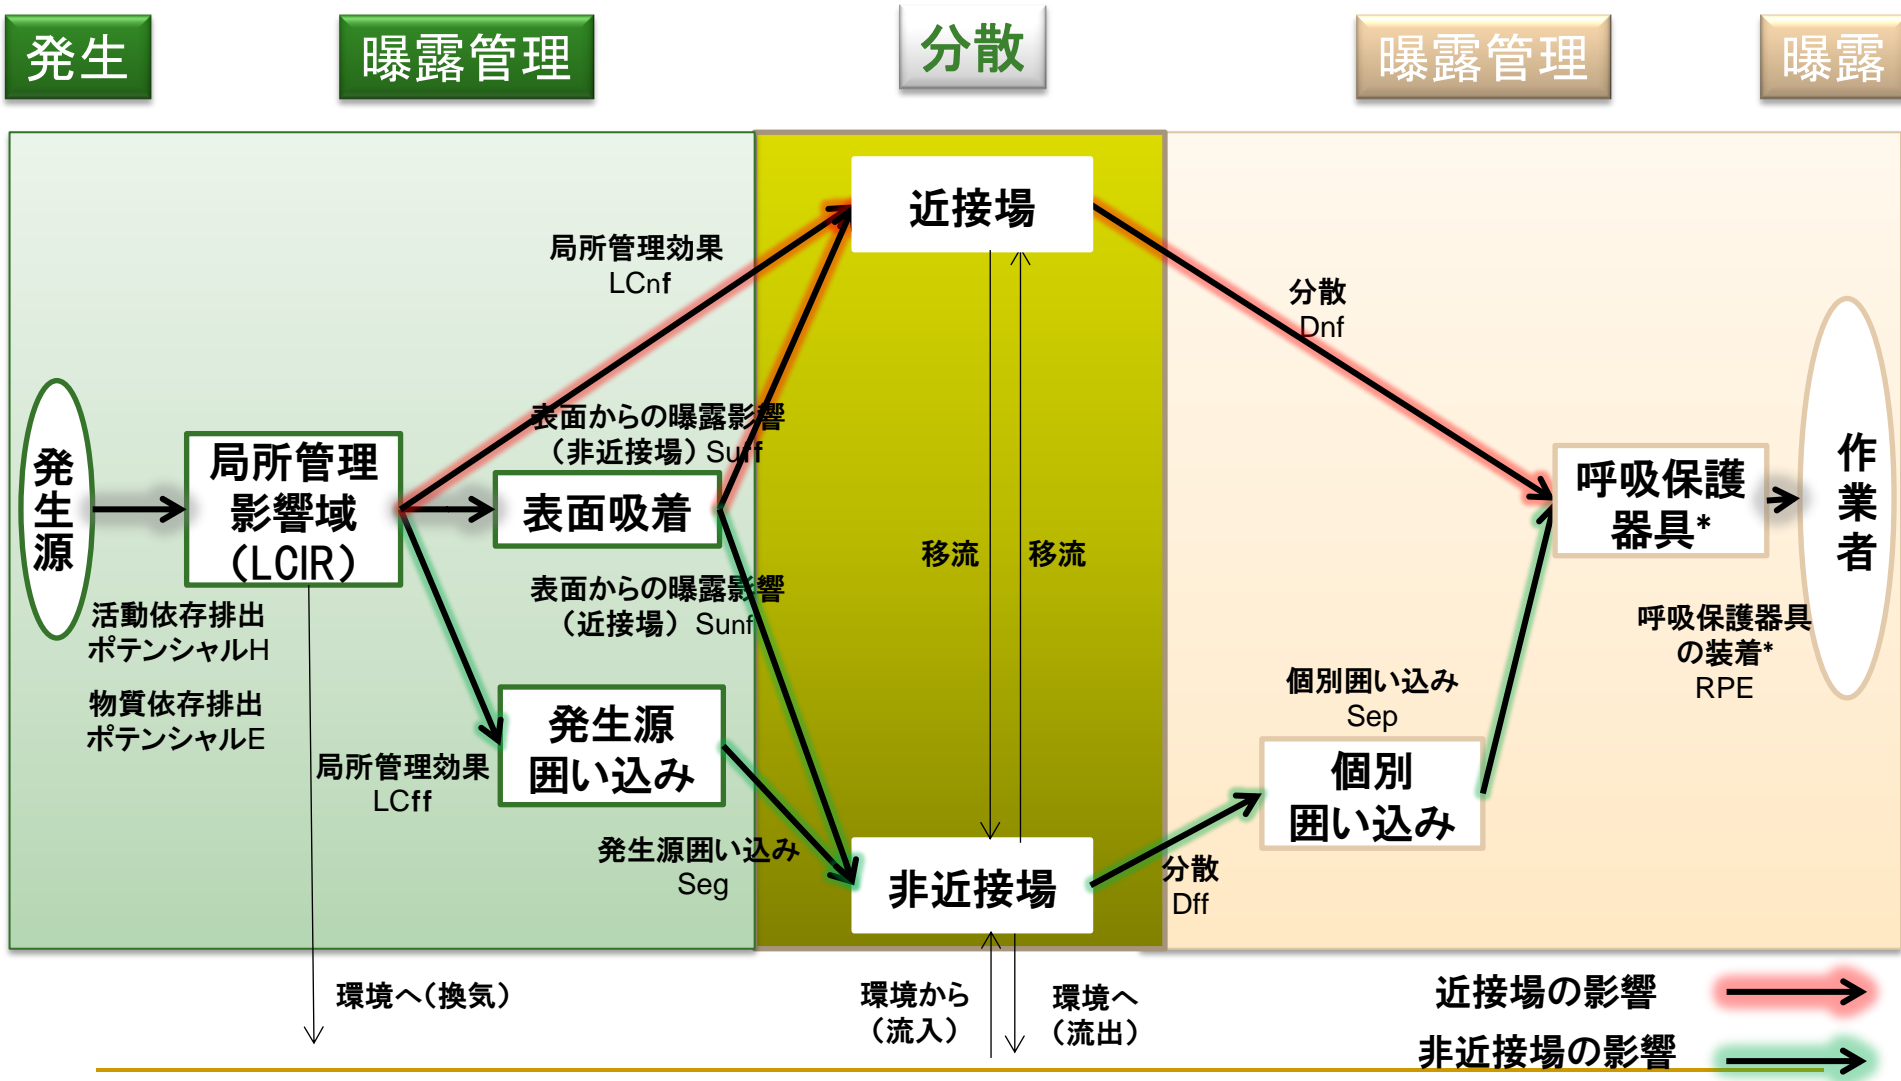 発生
曝露管理
分散
曝露管理
曝露
近接場
局所管理効果
LCnf
分散
Dnf
表面からの曝露影響
（非近接場）Suff
発生源
局所管理
影響域
（LCIR）
表面吸着
移流
移流
呼吸保護
器具*
作業者
表面からの曝露影響
（近接場）Sunf
活動依存排出
ポテンシャルH
物質依存排出
ポテンシャルE
呼吸保護器具
の装着*
RPE
個別囲い込み
Sep
発生源
囲い込み
局所管理効果
LCff
個別
囲い込み
発生源囲い込み
Seg
非近接場
分散
Dff
環境へ（換気）
環境から
（流入）
環境へ
（流出）
近接場の影響
非近接場の影響